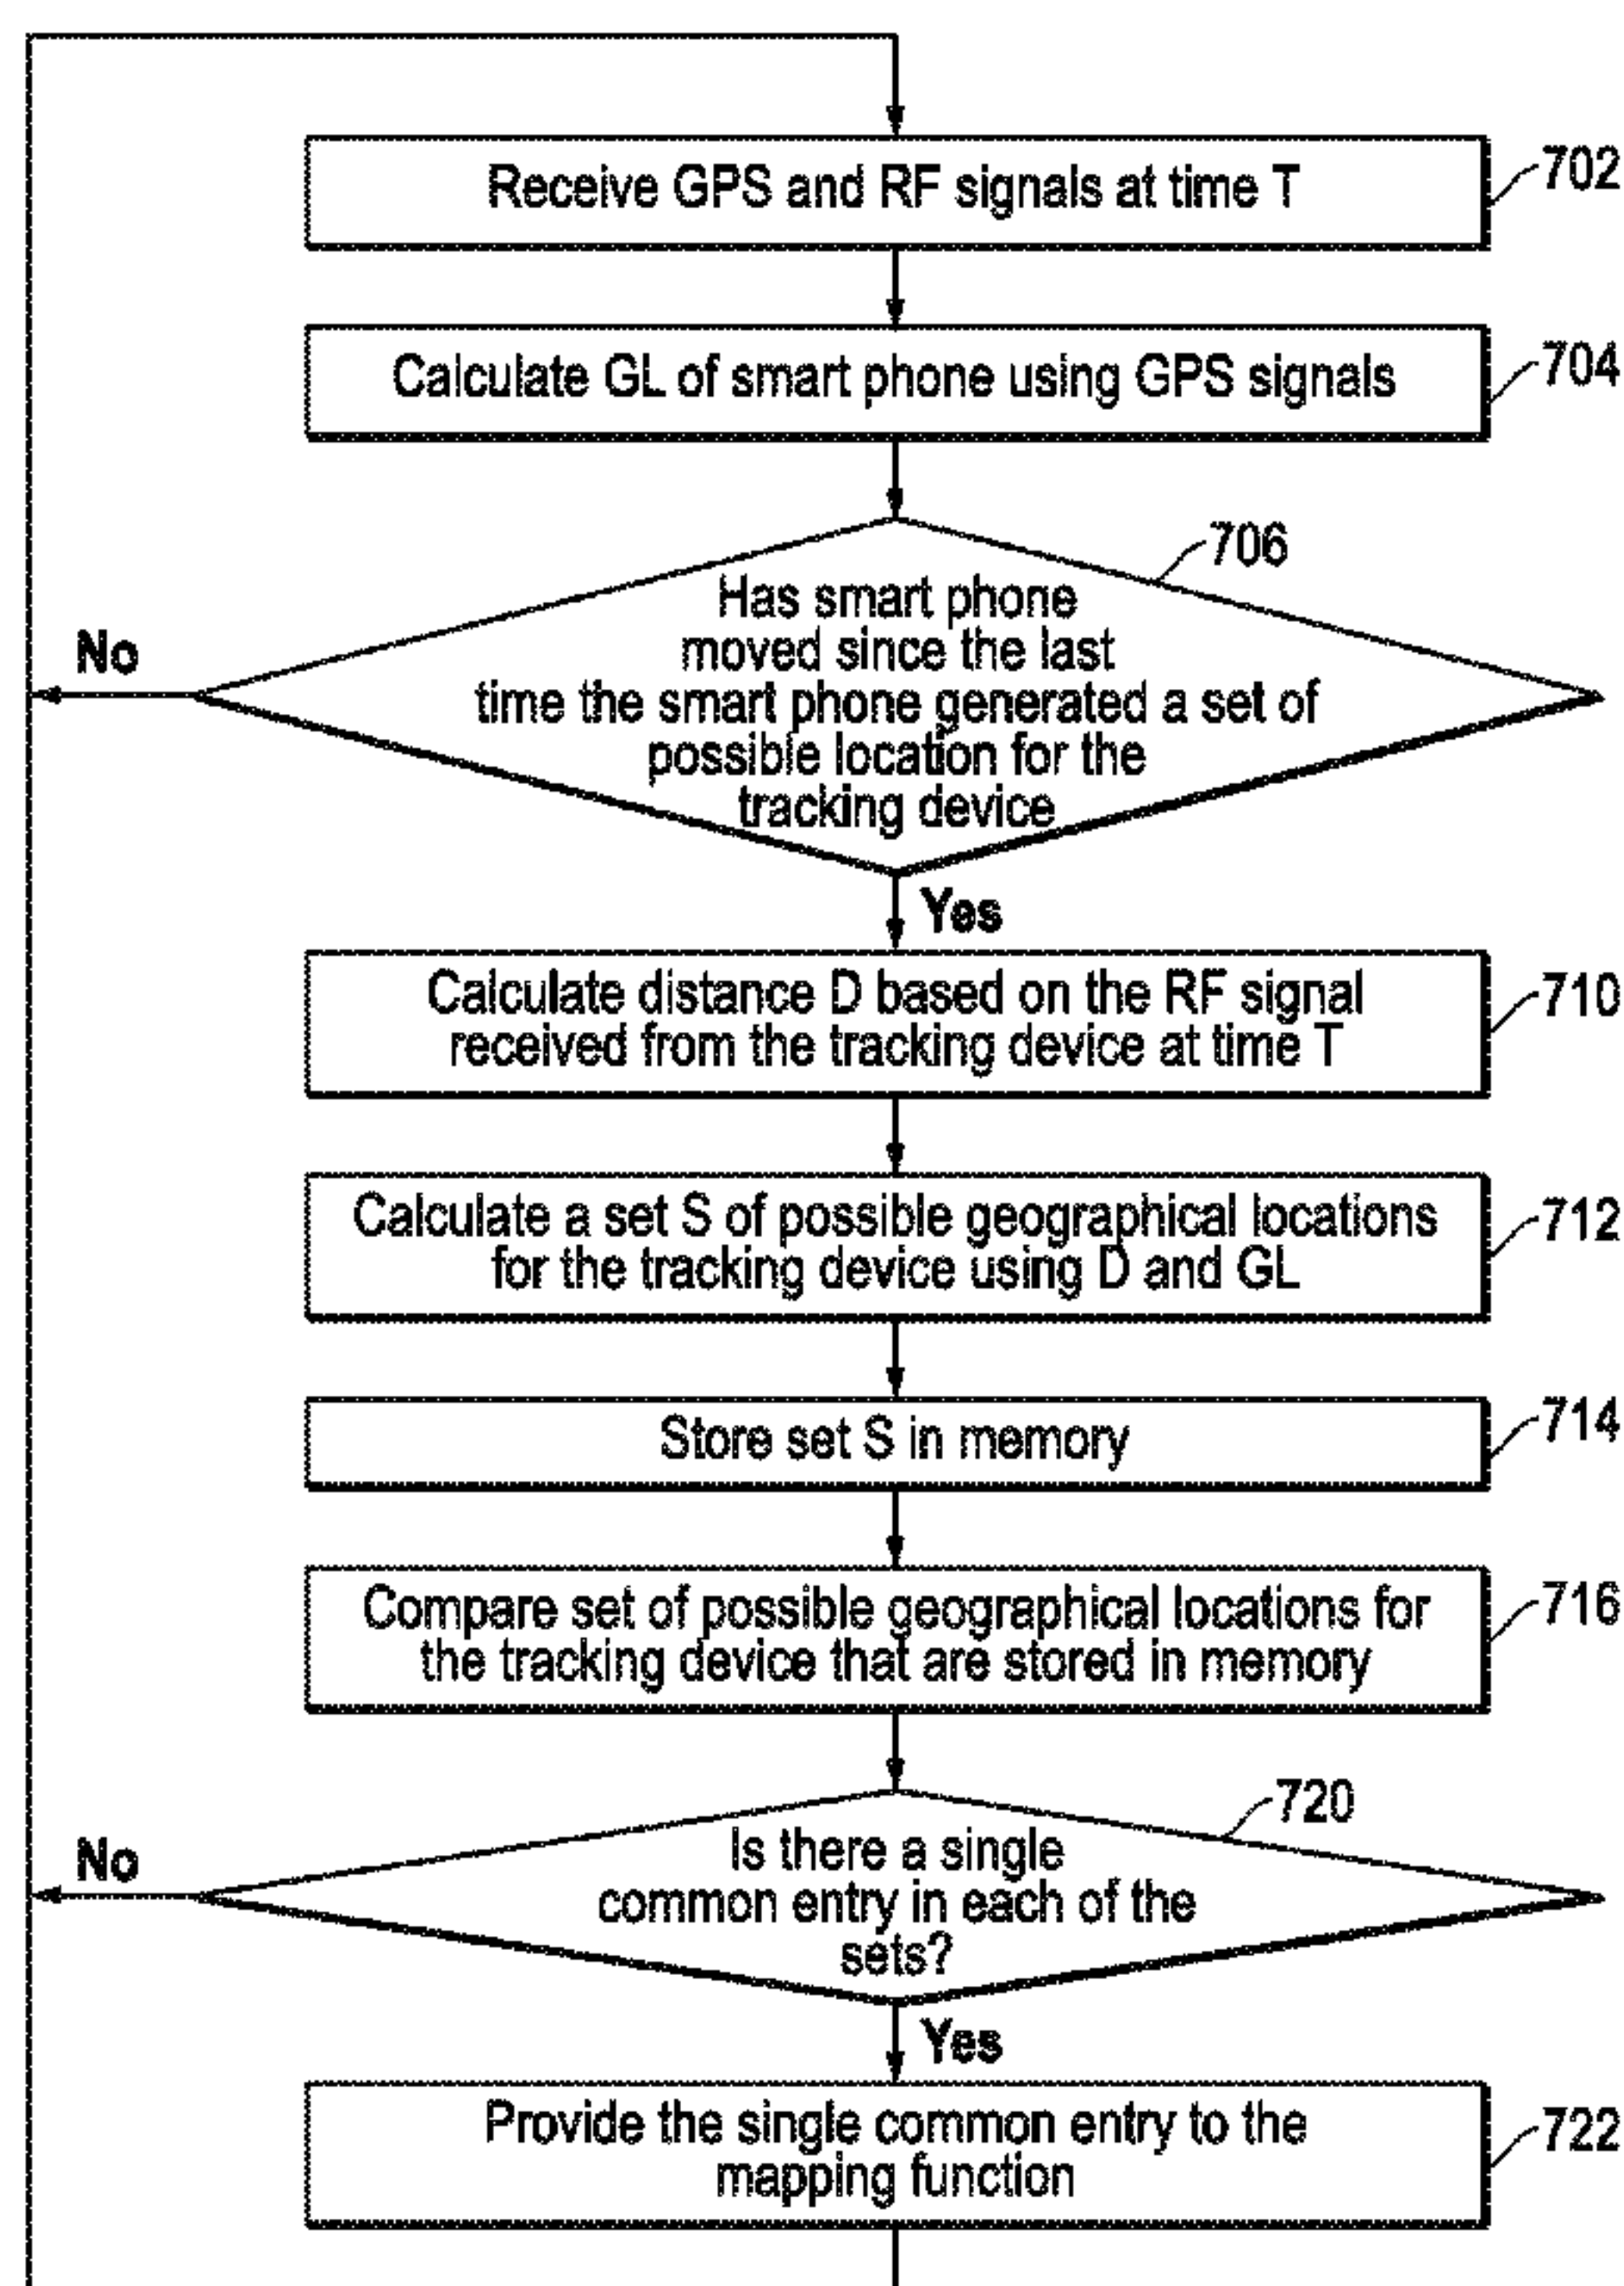 Receive GPS and RF signals at time T
702
Calculate GL of smart phone using GPS signals
704
706
Has smart phone
moved since the last
time the smart phone generated a set of
possible location for the
tracking device
No
Yes
Calculate distance D based on the RF signal
received from the tracking device at time T
710
Calculate a set S of possible geographical locations
for the tracking device using D and GL
712
Store set S in memory
714
Compare set of possible geographical locations for
the tracking device that are stored in memory
716
720
Is there a single
common entry in each of the
sets?
No
Yes
Provide the single common entry to the
mapping function
722